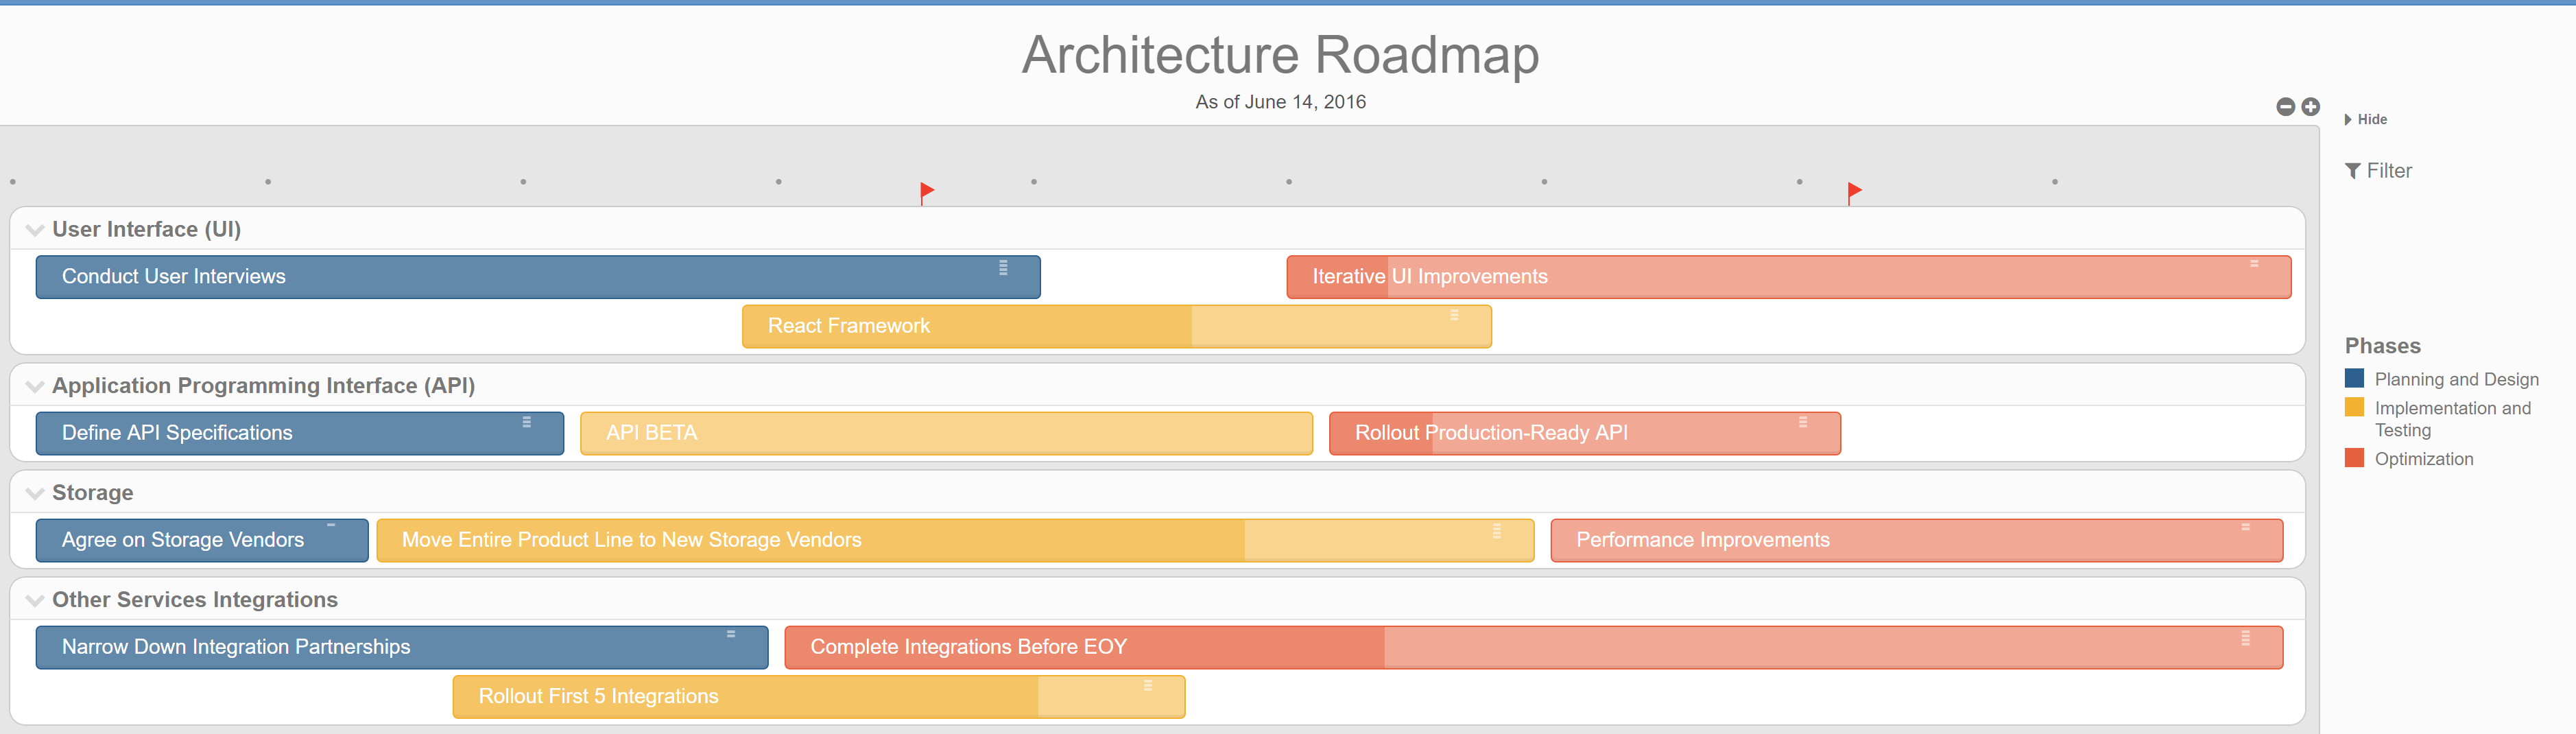 Architecture Roadmap
As of June 14, 2016
Hide
Filter
User Interface (UI)
Conduct User Interviews
Iterative UI Improvements
React Framework
Application Programming Interface (API)
Define API Specifications
API BETA
Rollout Production-Ready API
Storage
Agree on Storage Vendors
Move Entire Product Line to New Storage Vendors
Performance Improvements
Other Services Integrations
Narrow Down Integration Partnerships
Complete Integrations Before EOY
Rollout First 5 Integrations
Phases
Planning and Design
Implementation and
Testing
Optimization